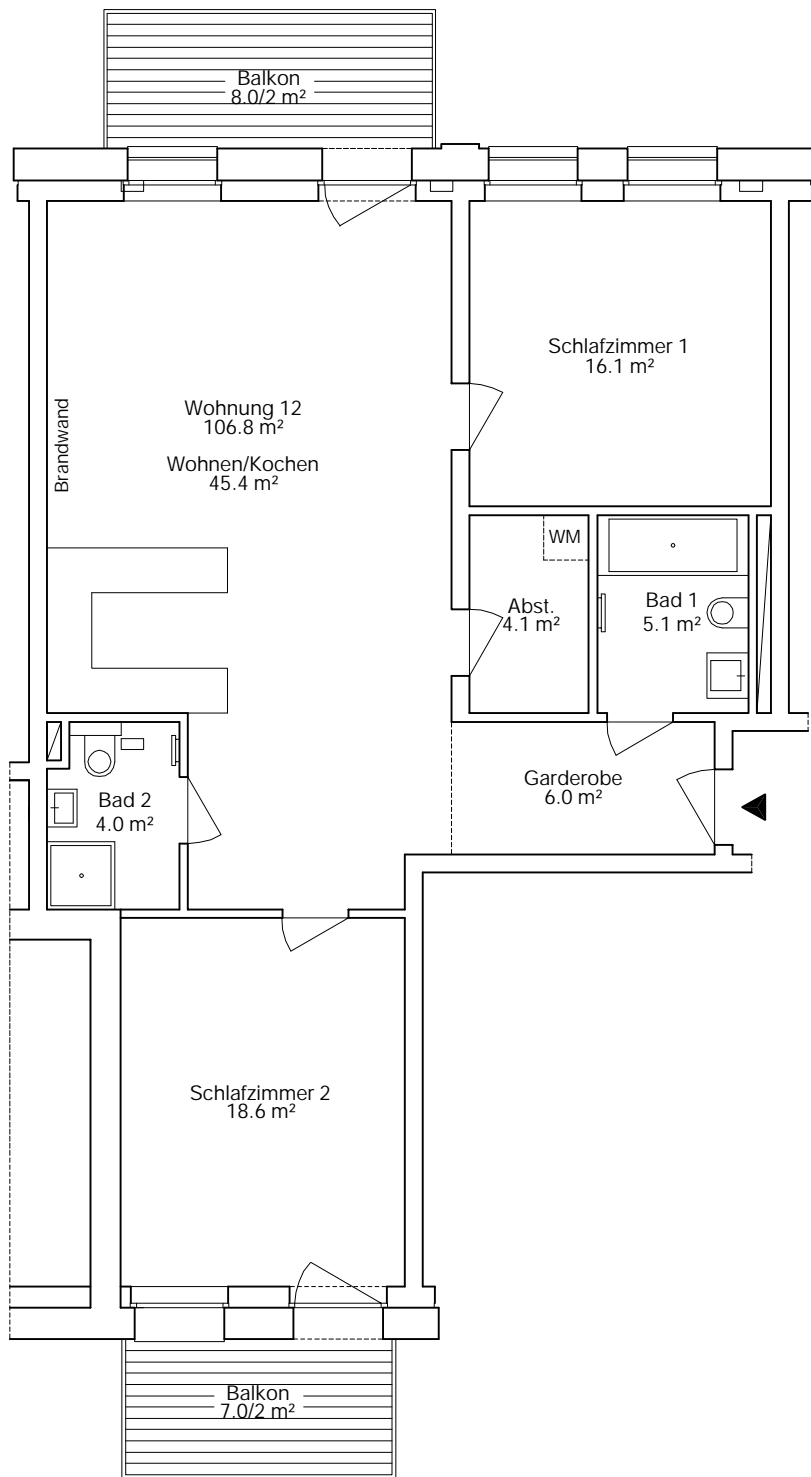 Balkon
8.0/2 m²
Schlafzimmer 1
16.1 m²
Wohnung 12
106.8 m²
Brandwand
Wohnen/Kochen
45.4 m²
WM
Abst.
4.1 m²
Bad 1
5.1 m²
Garderobe
6.0 m²
Bad 2
4.0 m²
Schlafzimmer 2
18.6 m²
Balkon
7.0/2 m²